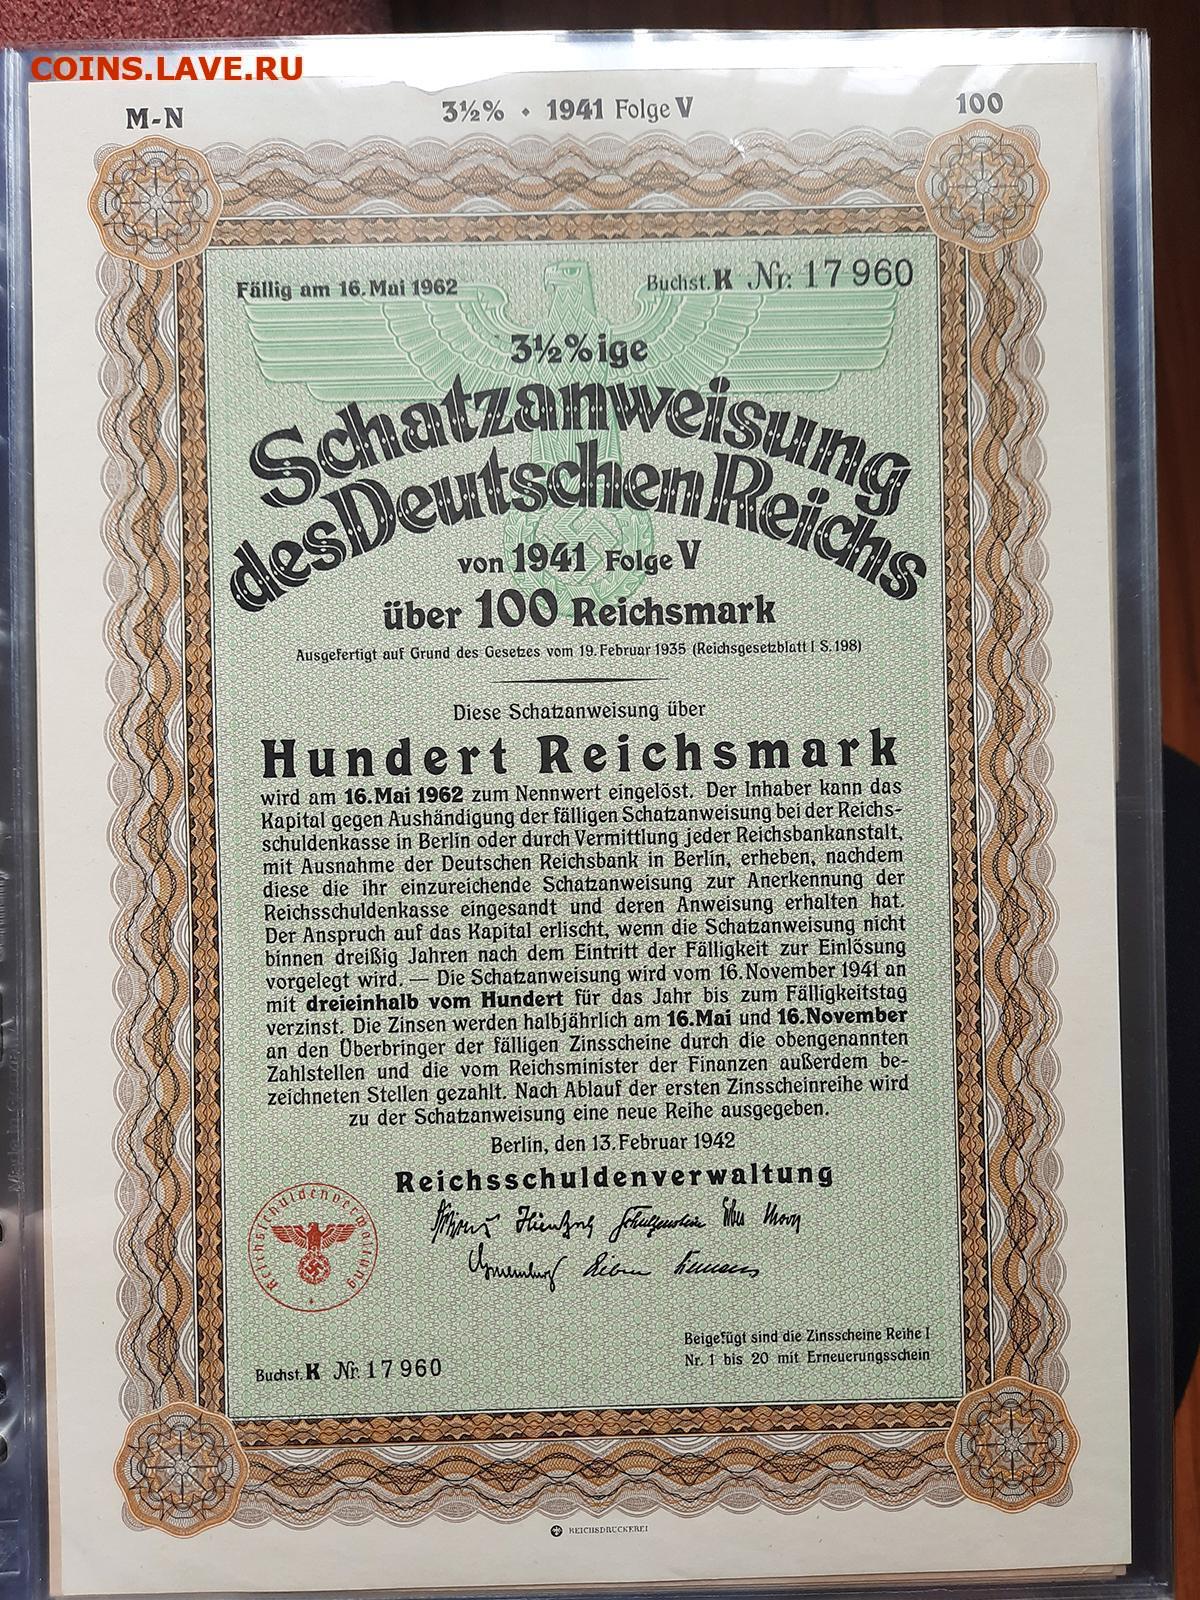 COINS.LAVE.RU
M-N 3½% • 1941 Folge V 100
Fällig am 16. Mai 1962 Buchst. K Nr. 17960
3½%ige
Schatzanweisung
des Deutschen Reichs
von 1941 Folge V
über 100 Reichsmark
Ausgefertigt auf Grund des Gesetzes vom 19. Februar 1935 (Reichsgesetzblatt I S. 198)
Diese Schatzanweisung über
Hundert Reichsmark
wird am 16. Mai 1962 zum Nennwert eingelöst. Der Inhaber kann das
Kapital gegen Aushändigung der fälligen Schatzanweisung bei der Reichs-
schuldenkasse in Berlin oder durch Vermittlung jeder Reichsbankanstalt,
mit Ausnahme der Deutschen Reichsbank in Berlin, erheben, nachdem
diese die ihr einzureichende Schatzanweisung zur Anerkennung der
Reichsschuldenkasse eingesandt und deren Anweisung erhalten hat.
Der Anspruch auf das Kapital erlischt, wenn die Schatzanweisung nicht
binnen dreißig Jahren nach dem Eintritt der Fälligkeit zur Einlösung
vorgelegt wird. — Die Schatzanweisung wird vom 16. November 1941 an
mit dreieinhalb vom Hundert für das Jahr bis zum Fälligkeitstag
verzinst. Die Zinsen werden halbjährlich am 16. Mai und 16. November
an den Überbringer der fälligen Zinsscheine durch die obengenannten
Zahlstellen und die vom Reichsminister der Finanzen außerdem be-
zeichneten Stellen gezahlt. Nach Ablauf der ersten Zinsscheinreihe wird
zu der Schatzanweisung eine neue Reihe ausgegeben.
Berlin, den 13. Februar 1942
Reichsschuldenverwaltung
Reichsschuldenverwaltung
Beigefügt sind die Zinsscheine Reihe I
Nr. 1 bis 20 mit Erneuerungsschein
Buchst. K Nr. 17960
REICHSDRUCKEREI